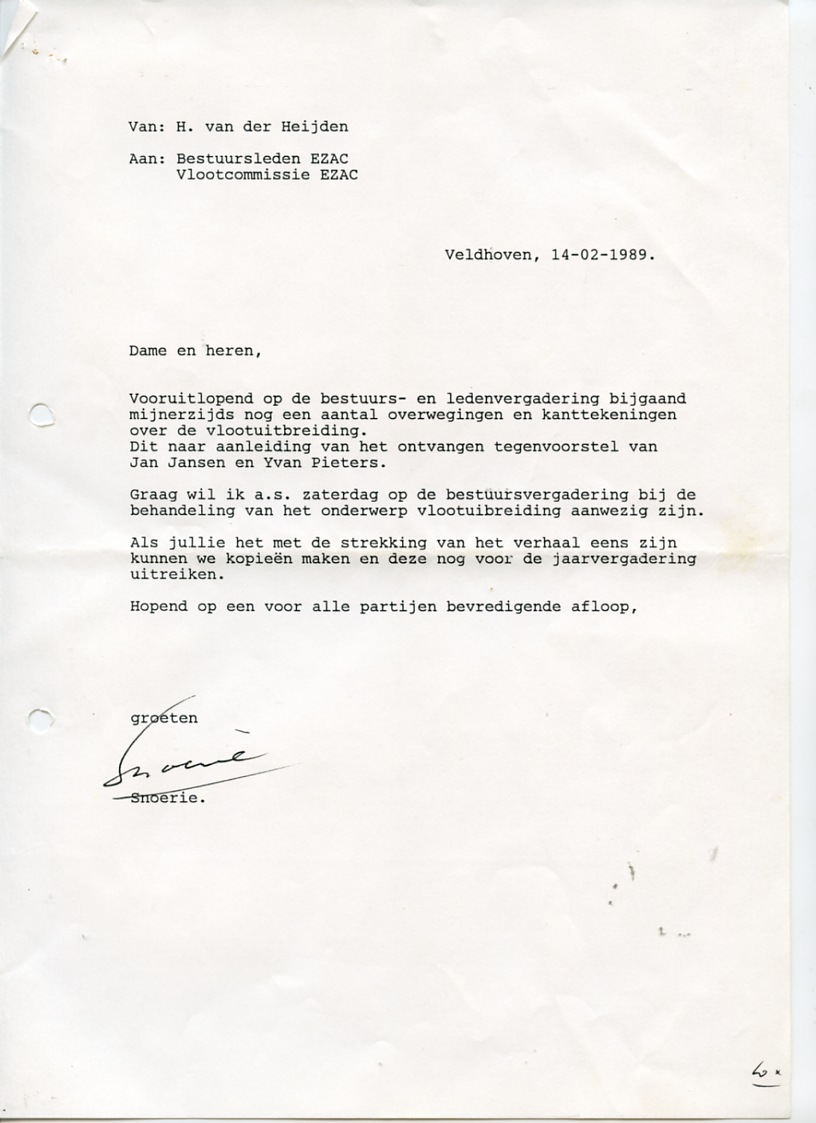 Van: H. van der Heijden
Aan: Bestuursleden EZAC
Vlootcommissie EZAC
Veldhoven, 14-02-1989.
Dame en heren,
Vooruitlopend op de bestuurs- en ledenvergadering bijgaand
mijnerzijds nog een aantal overwegingen en kanttekeningen
over de vlootuitbreiding.
Dit naar aanleiding van het ontvangen tegenvoorstel van
Jan Jansen en Yvan Pieters.
Graag wil ik a.s. zaterdag op de bestuursvergadering bij de
behandeling van het onderwerp vlootuibreiding aanwezig zijn.
Als jullie het met de strekking van het verhaal eens zijn
kunnen we kopieën maken en deze nog voor de jaarvergadering
uitreiken.
Hopend op een voor alle partijen bevredigende afloop,
groeten
Snoerie
Snoerie.